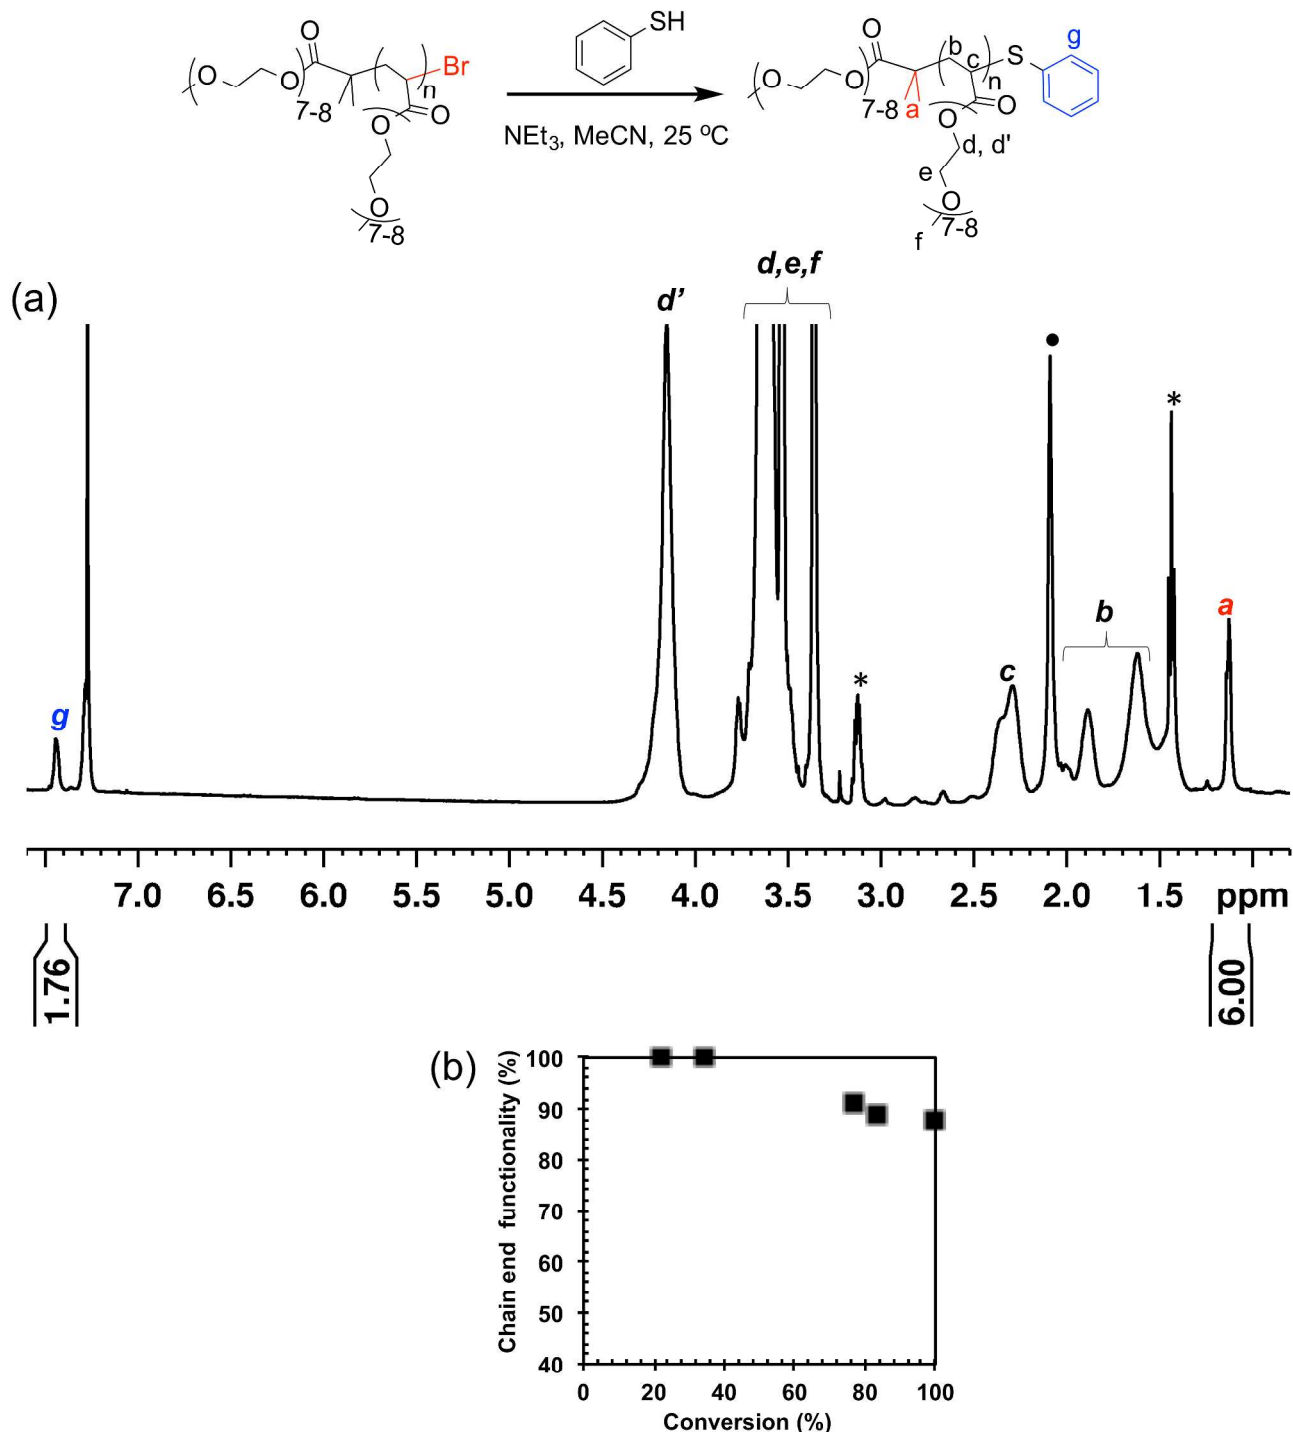 O
O
O
7-8
n
Br
O
O
O
7-8
SH
NEt3, MeCN, 25 ºC
O
O
O
7-8
a
b
c
n
S
g
O
O
d, d'
e
O
7-8
f
(a)
d'
d,e,f
•
*
*
g
c
b
a
7.0 6.5 6.0 5.5 5.0 4.5 4.0 3.5 3.0 2.5 2.0 1.5 ppm
1.76
6.00
(b)
Chain end functionality (%)
100
90
80
70
60
50
40
0 20 40 60 80 100
Conversion (%)